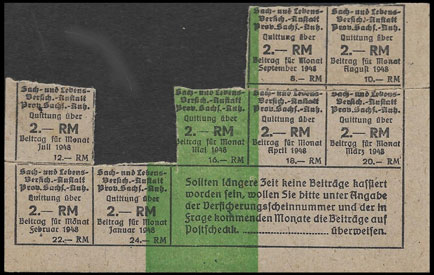 Sach- und Lebens-
Versich.-Anstalt
Prov. Sachs.-Anh.
Quittung über
2.— RM
Beitrag für Monat
September 1948
8.— RM
Sach- und Lebens-
Versich.-Anstalt
Prov. Sachs.-Anh.
Quittung über
2.— RM
Beitrag für Monat
August 1948
10.— RM
Sach- und Lebens-
Versich.-Anstalt
Prov. Sachs.-Anh.
Quittung über
2.— RM
Beitrag für Monat
Juli 1948
12.— RM
Sach- und Lebens-
Versich.-Anstalt
Prov. Sachs.-Anh.
Quittung über
2.— RM
Beitrag für Monat
Mai 1948
16.— RM
Sach- und Lebens-
Versich.-Anstalt
Prov. Sachs.-Anh.
Quittung über
2.— RM
Beitrag für Monat
April 1948
18.— RM
Sach- und Lebens-
Versich.-Anstalt
Prov. Sachs.-Anh.
Quittung über
2.— RM
Beitrag für Monat
März 1948
20.— RM
Sach- und Lebens-
Versich.-Anstalt
Prov. Sachs.-Anh.
Quittung über
2.— RM
Beitrag für Monat
Februar 1948
22.— RM
Sach- und Lebens-
Versich.-Anstalt
Prov. Sachs.-Anh.
Quittung über
2.— RM
Beitrag für Monat
Januar 1948
24.— RM
Sollten längere Zeit keine Beiträge kassiert
worden sein, wollen Sie bitte unter Angabe
der Versicherungsscheinnummer und der in
Frage kommenden Monate die Beiträge auf
Postscheckk. .................... überweisen.